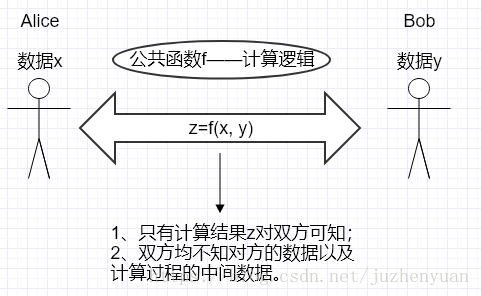 Alice
Bob
数据x
公共函数f——计算逻辑
数据y
z=f(x, y)
1、只有计算结果z对双方可知；
2、双方均不知对方的数据以及
计算过程的中间数据。
csdn.net/juzhenyuan